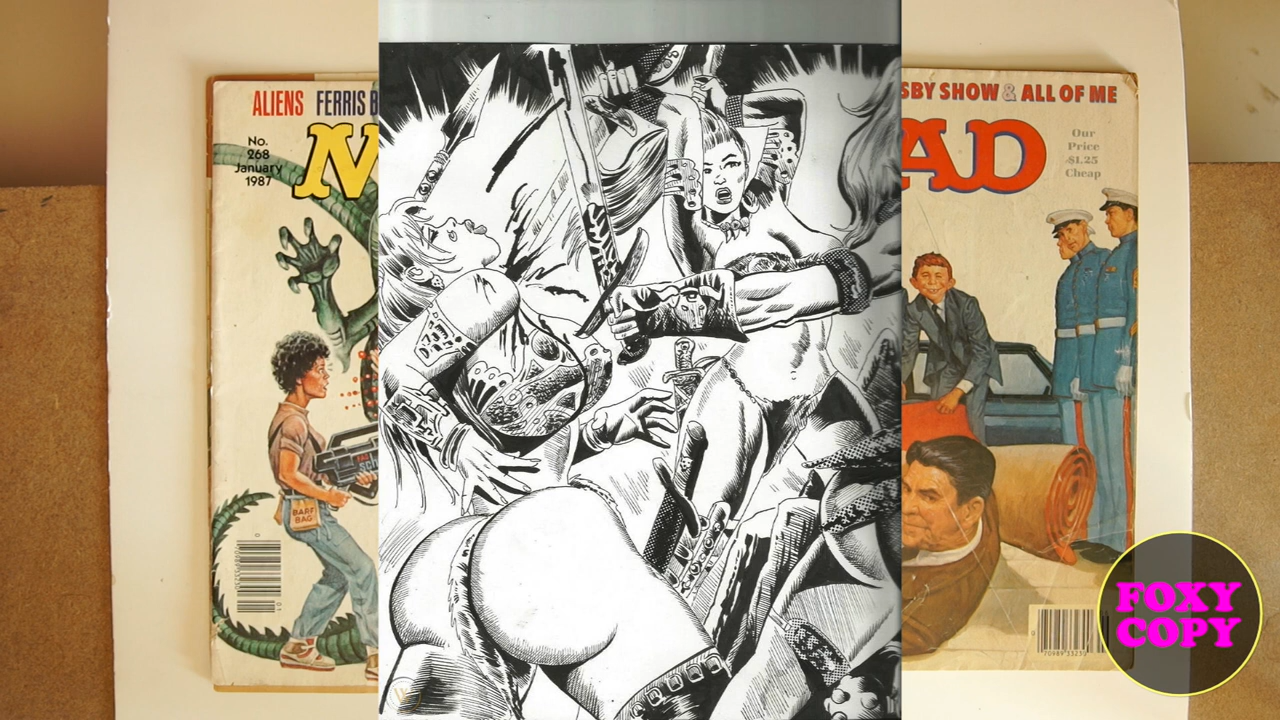 ALIENS FERRIS B
No.
268
January
1987
M
BARF
BAG
SBY SHOW & ALL OF ME
AD
Our
Price
$1.25
Cheap
FOXY
COPY